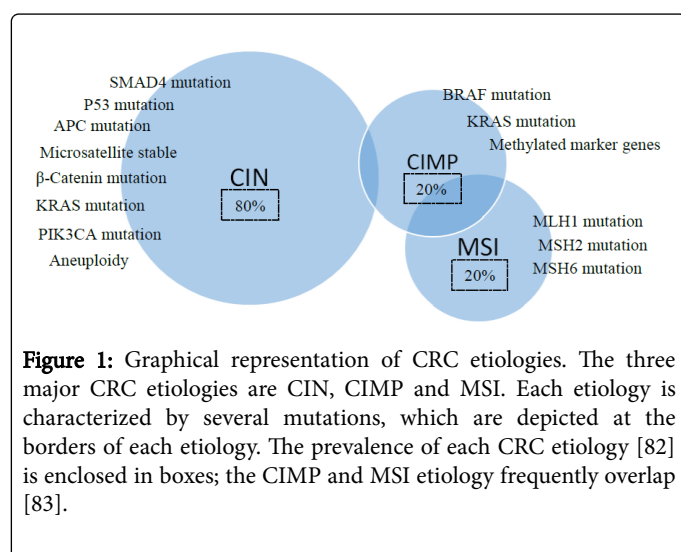 SMAD4 mutation
P53 mutation
APC mutation
Microsatellite stable
β-Catenin mutation
KRAS mutation
PIK3CA mutation
Aneuploidy
CIN
80%
BRAF mutation
KRAS mutation
Methylated marker genes
CIMP
20%
MLH1 mutation
MSH2 mutation
MSH6 mutation
MSI
20%
Figure 1: Graphical representation of CRC etiologies. The three
major CRC etiologies are CIN, CIMP and MSI. Each etiology is
characterized by several mutations, which are depicted at the
borders of each etiology. The prevalence of each CRC etiology [82]
is enclosed in boxes; the CIMP and MSI etiology frequently overlap
[83].